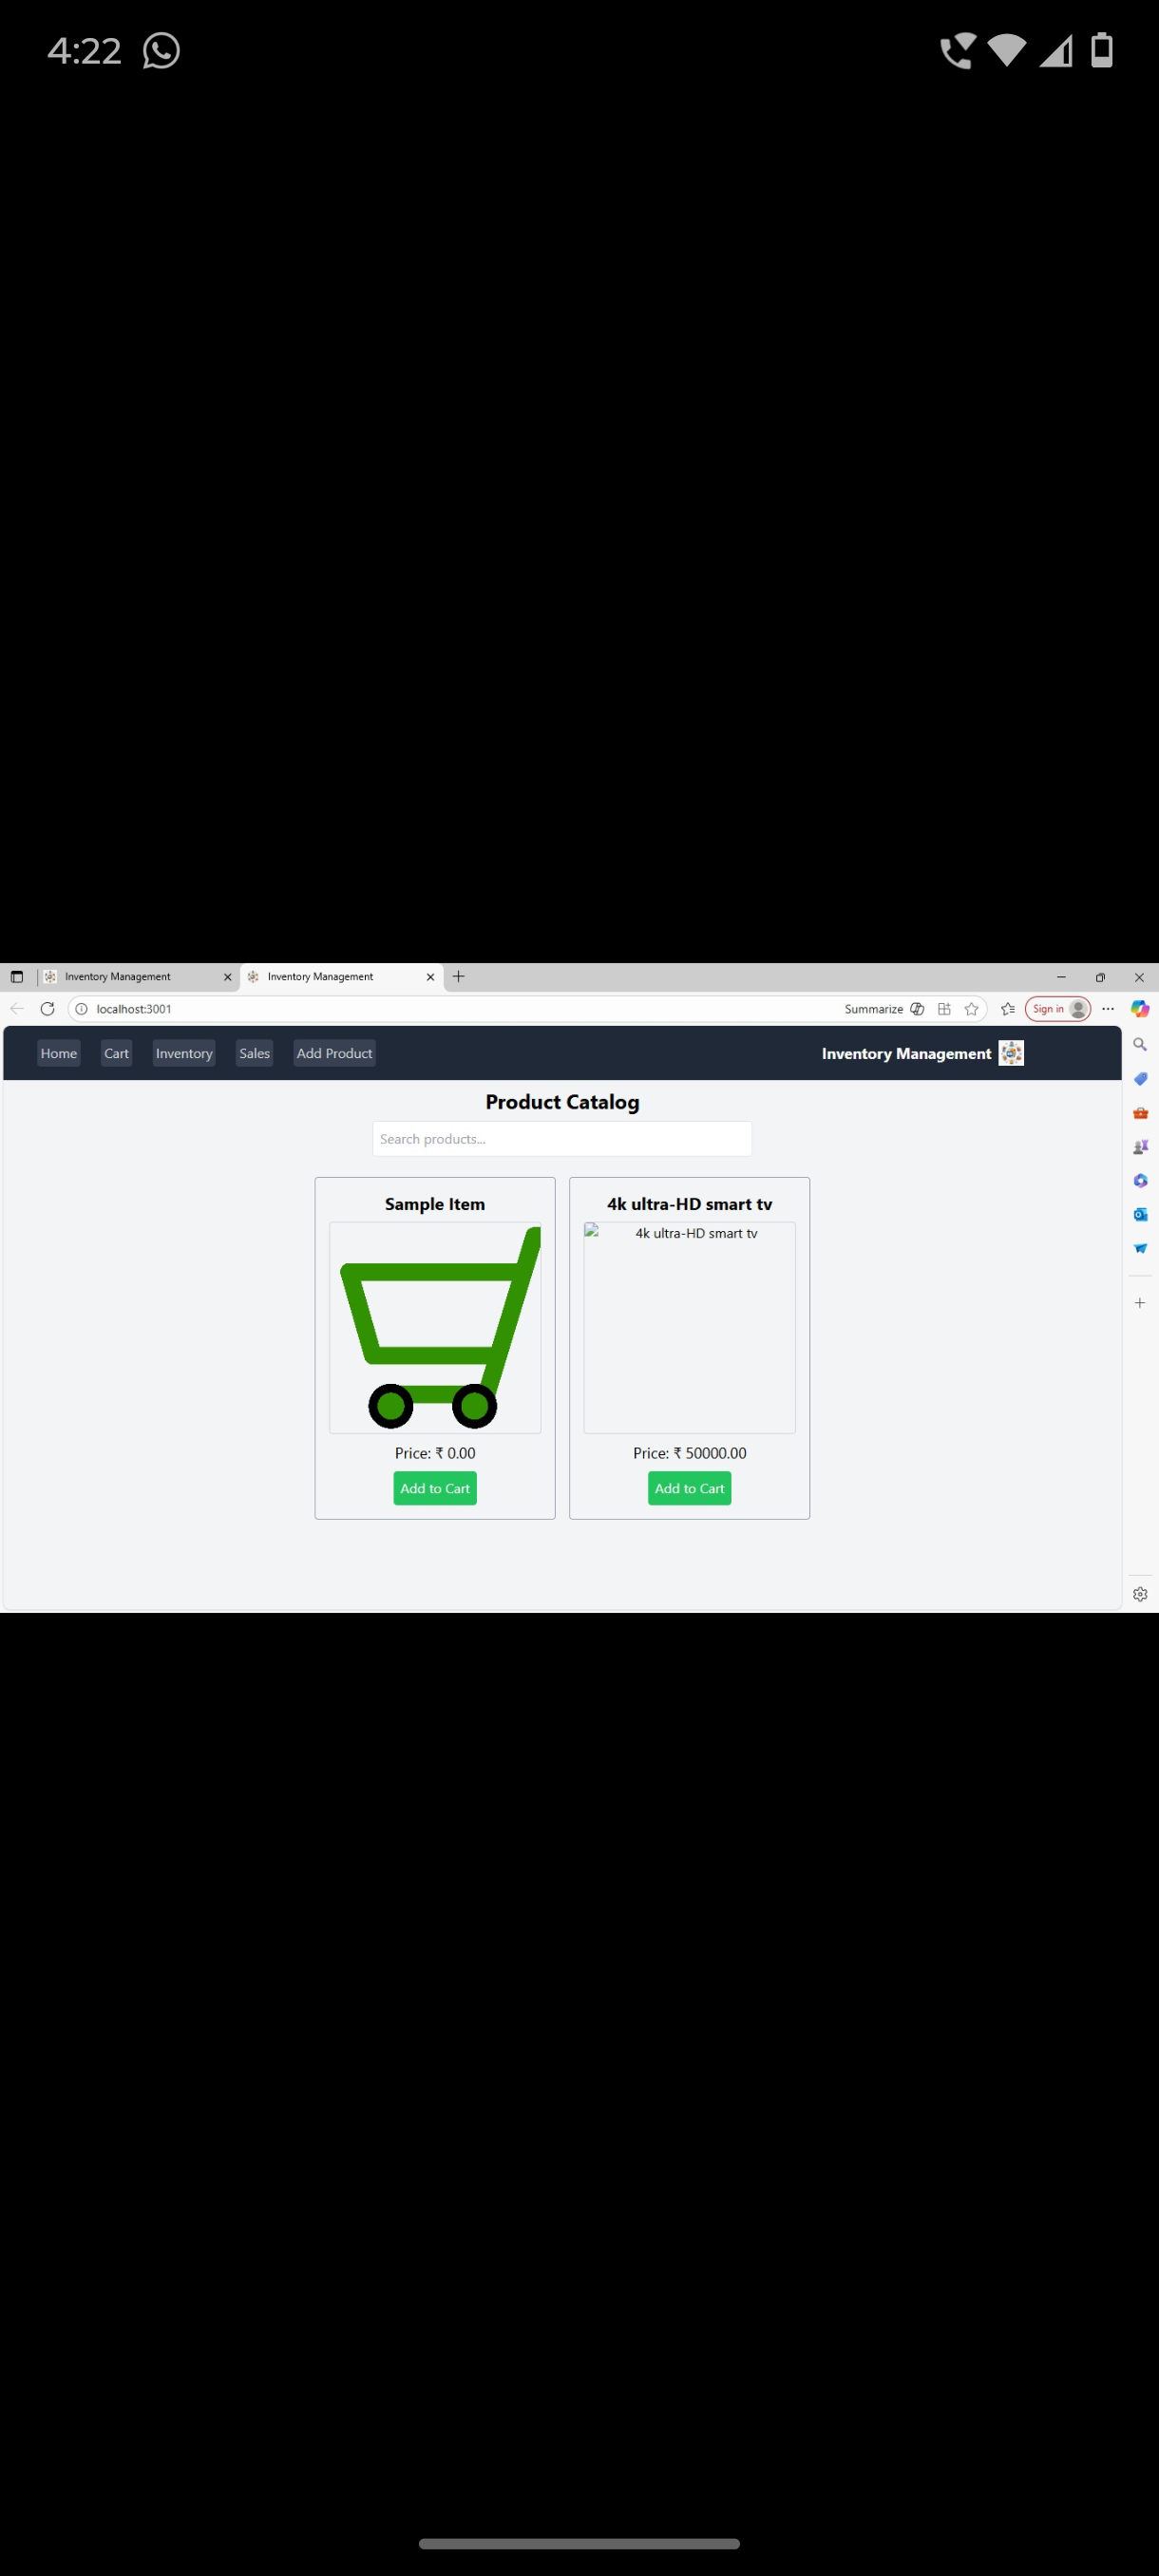 4:22
Inventory Management
Inventory Management
localhost:3001
Summarize
Sign in
Home
Cart
Inventory
Sales
Add Product
Inventory Management
Product Catalog
Search products...
Sample Item
Price: ₹ 0.00
Add to Cart
4k ultra-HD smart tv
4k ultra-HD smart tv
Price: ₹ 50000.00
Add to Cart